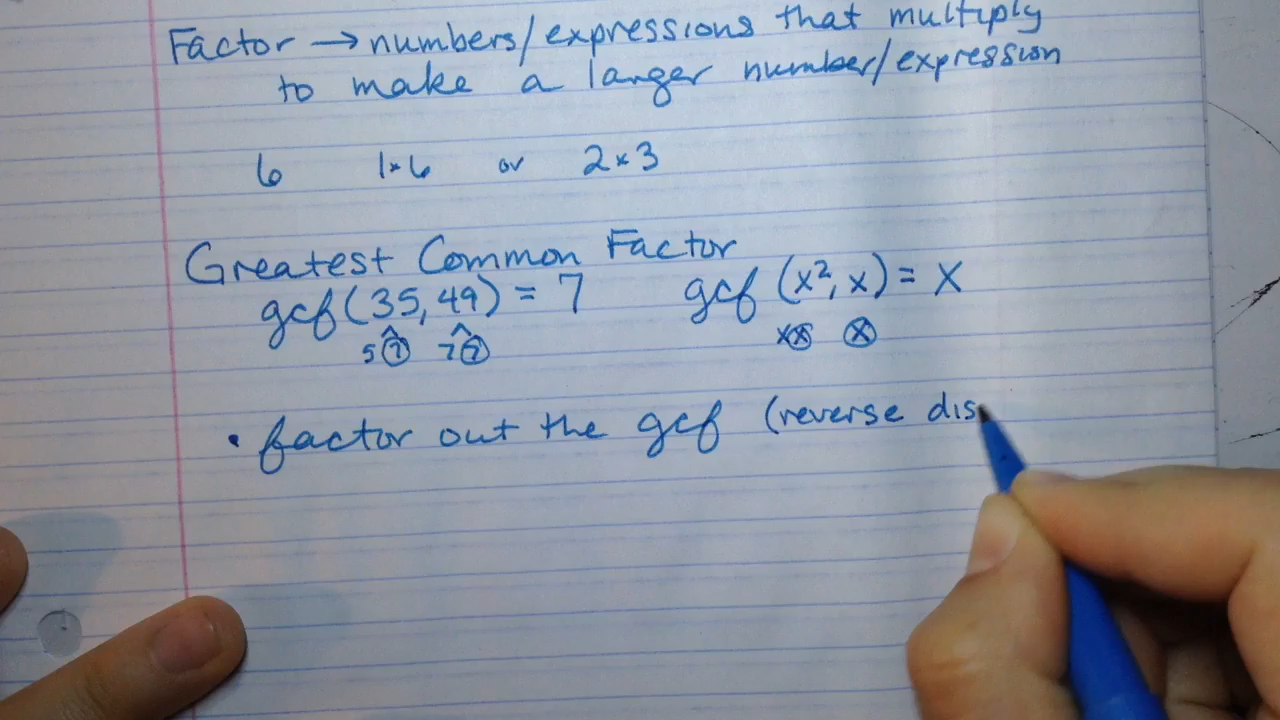 Factor → numbers/expressions that multiply
to make a larger number/expression
6 1×6 or 2×3
Greatest Common Factor
gcf(35,49) = 7 gcf(x², x) = x
5 7 7 7 x x x
• factor out the gcf (reverse dis